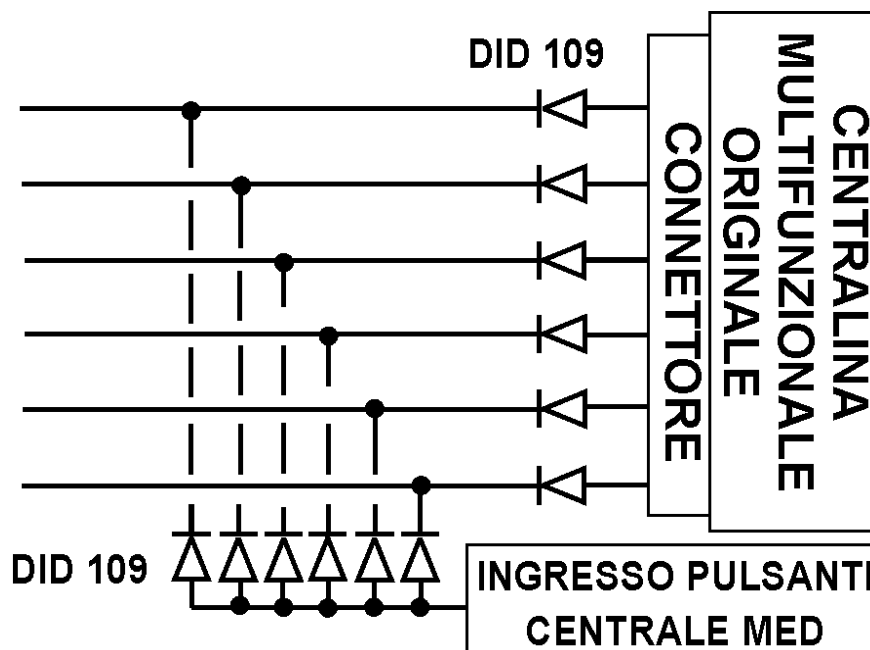 DID 109
CONNETTORE
CENTRALINA
MULTIFUNZIONALE
ORIGINALE
DID 109
INGRESSO PULSANTI
CENTRALE MED